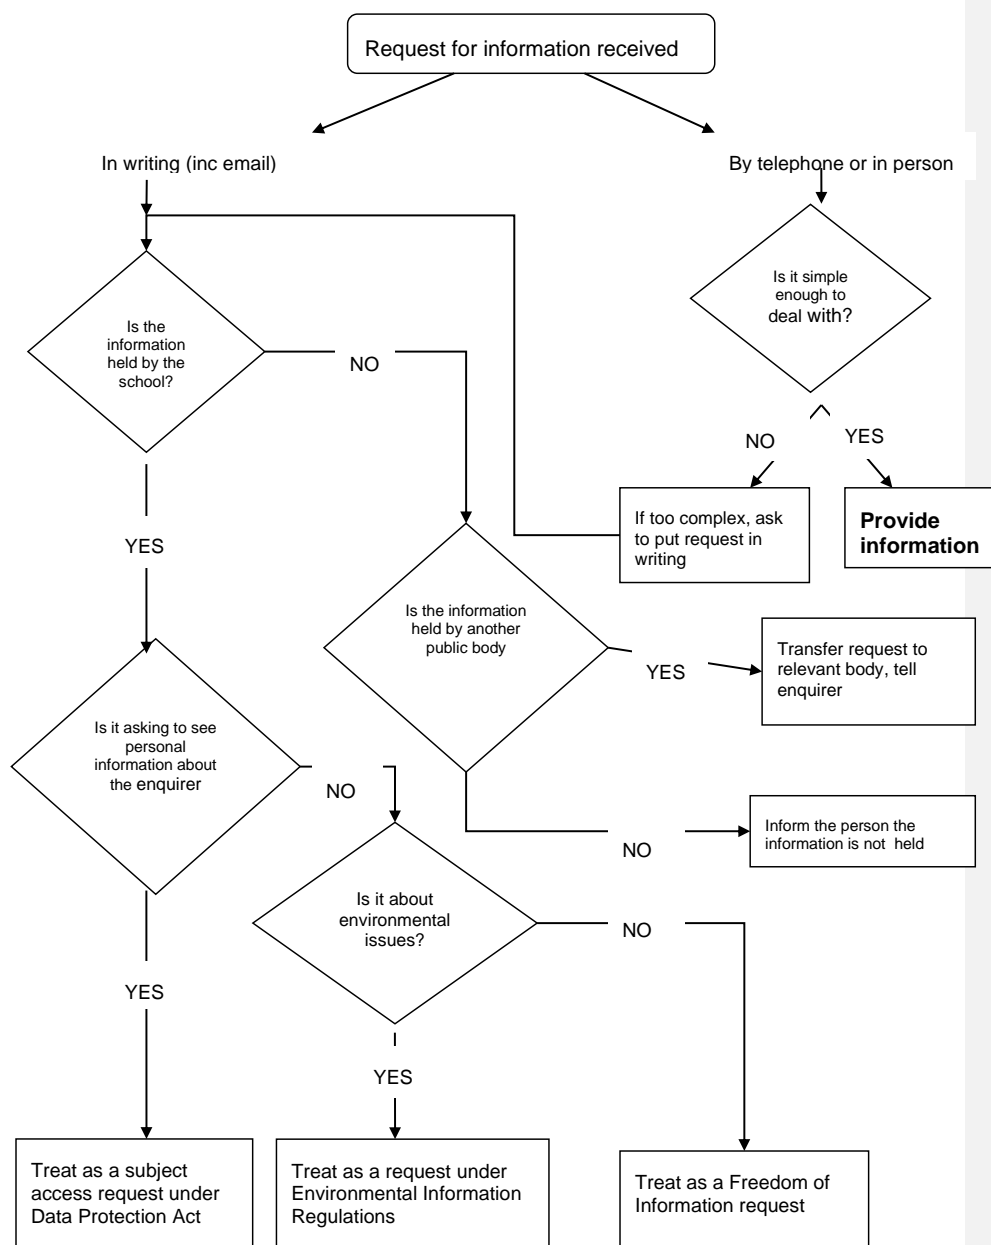 Request for information received
In writing (inc email)
By telephone or in person
Is it simple
enough to
deal with?
Is the
information
held by the
school?
NO
NO
YES
If too complex, ask
to put request in
writing
Provide
information
YES
Is the information
held by another
public body
YES
Transfer request to
relevant body, tell
enquirer
Is it asking to see
personal
information about
the enquirer
NO
NO
Inform the person the
information is not  held
Is it about
environmental
issues?
NO
YES
YES
Treat as a subject
access request under
Data Protection Act
Treat as a request under
Environmental Information
Regulations
Treat as a Freedom of
Information request